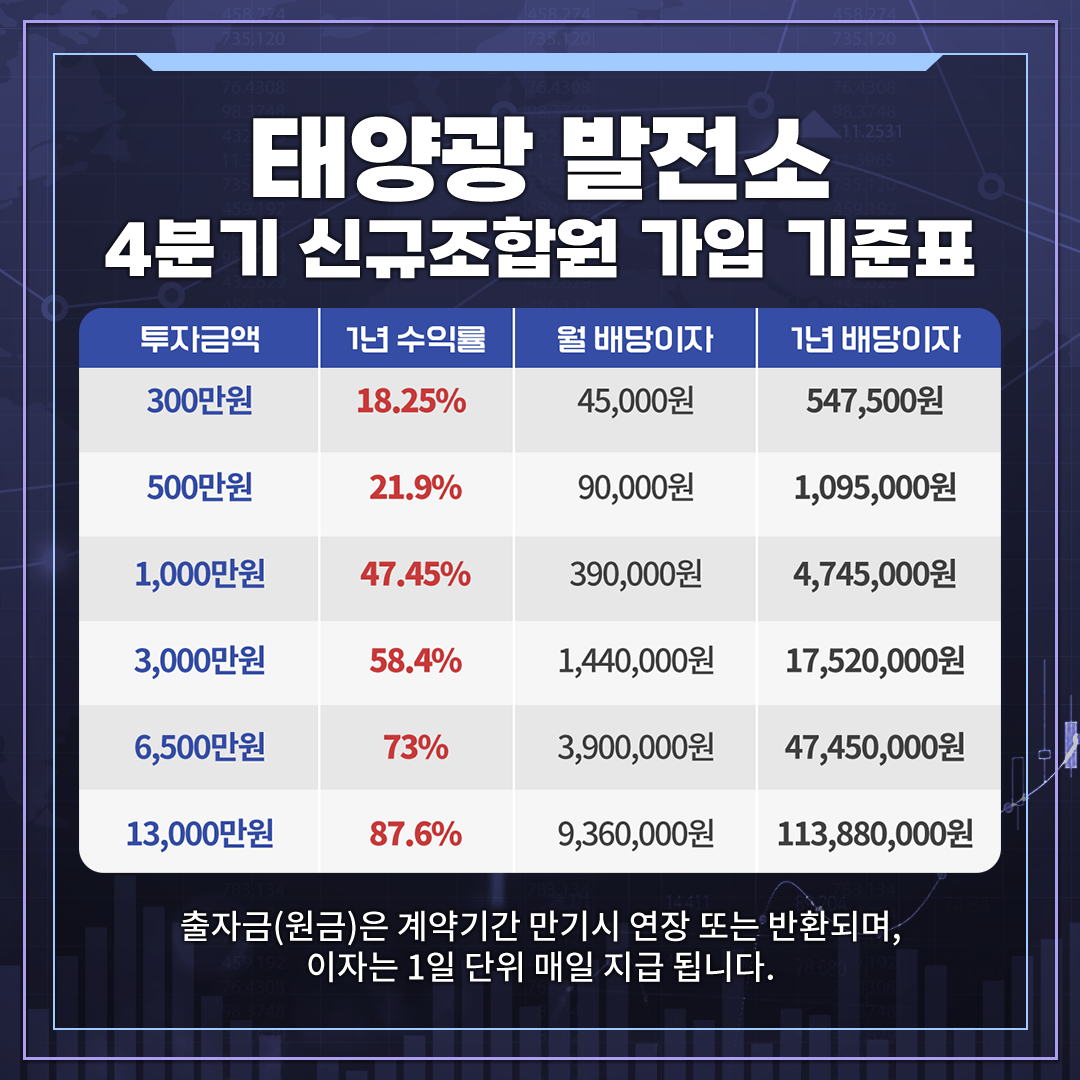 태양광 발전소
4분기 신규조합원 가입 기준표
투자금액 1년 수익률 월 배당이자 1년 배당이자
300만원 18.25% 45,000원 547,500원
500만원 21.9% 90,000원 1,095,000원
1,000만원 47.45% 390,000원 4,745,000원
3,000만원 58.4% 1,440,000원 17,520,000원
6,500만원 73% 3,900,000원 47,450,000원
13,000만원 87.6% 9,360,000원 113,880,000원
출자금(원금)은 계약기간 만기시 연장 또는 반환되며,
이자는 1일 단위 매일 지급 됩니다.